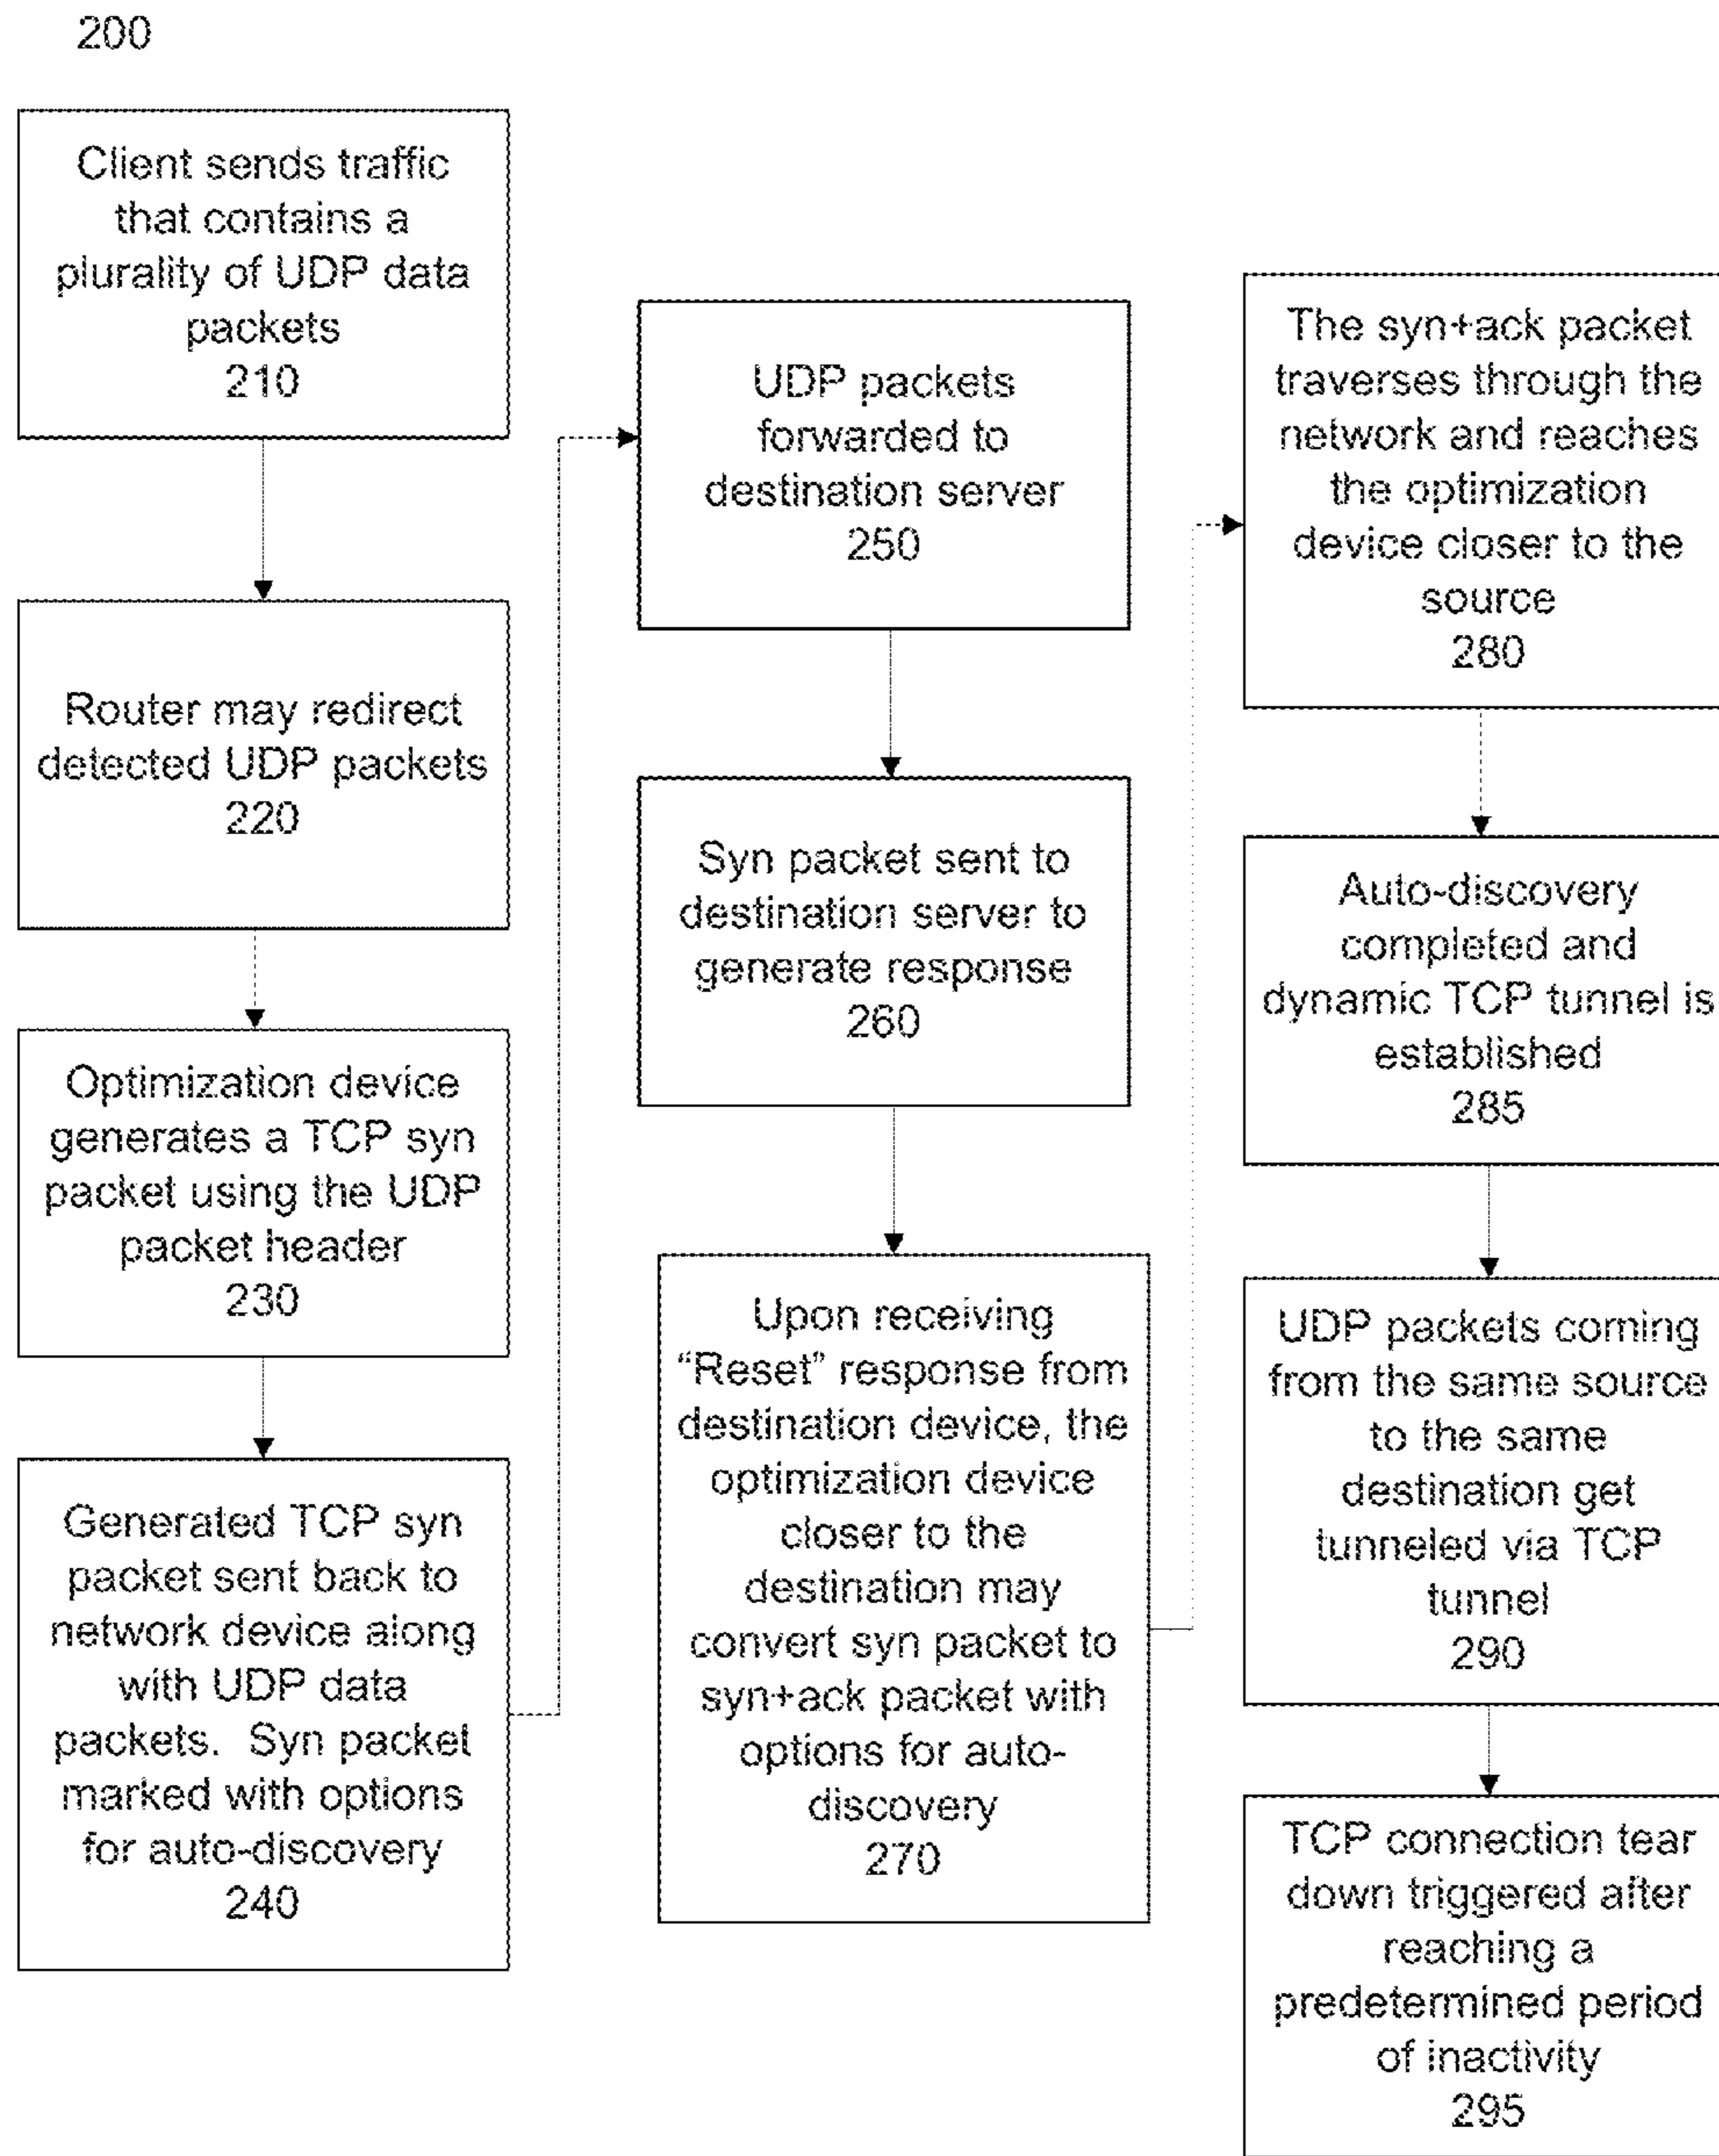 200
Client sends traffic
that contains a
plurality of UDP data
packets
210
Router may redirect
detected UDP packets
220
Optimization device
generates a TCP syn
packet using the UDP
packet header
230
Generated TCP syn
packet sent back to
network device along
with UDP data
packets.  Syn packet
marked with options
for auto-discovery
240
UDP packets
forwarded to
destination server
250
Syn packet sent to
destination server to
generate response
260
Upon receiving
“Reset” response from
destination device, the
optimization device
closer to the
destination may
convert syn packet to
syn+ack packet with
options for auto-
discovery
270
The syn+ack packet
traverses through the
network and reaches
the optimization
device closer to the
source
280
Auto-discovery
completed and
dynamic TCP tunnel is
established
285
UDP packets coming
from the same source
to the same
destination get
tunneled via TCP
tunnel
290
TCP connection tear
down triggered after
reaching a
predetermined period
of inactivity
295